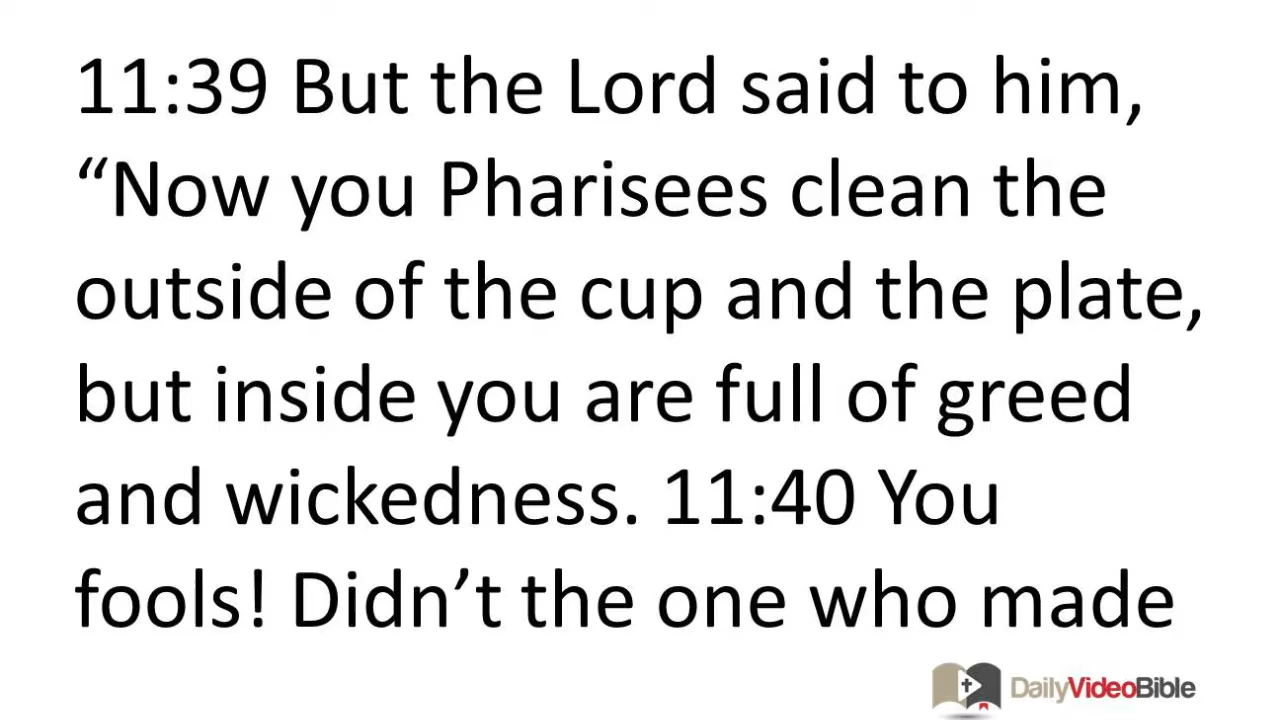 11:39 But the Lord said to him,
“Now you Pharisees clean the
outside of the cup and the plate,
but inside you are full of greed
and wickedness. 11:40 You
fools! Didn’t the one who made
DailyVideoBible